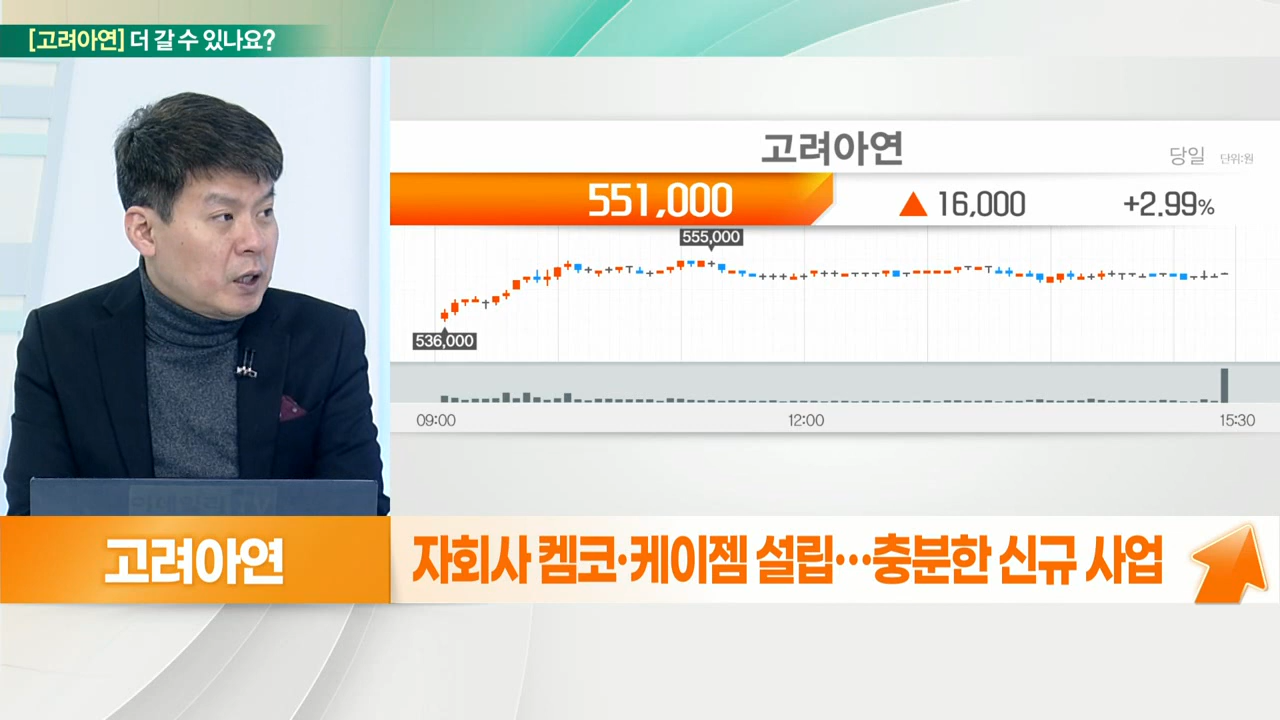 [고려아연] 더 갈 수 있나요?
고려아연
당일 단위:원
551,000 ▲ 16,000 +2.99%
555,000
536,000
09:00 12:00 15:30
고려아연
자회사 켐코·케이젬 설립…충분한 신규 사업